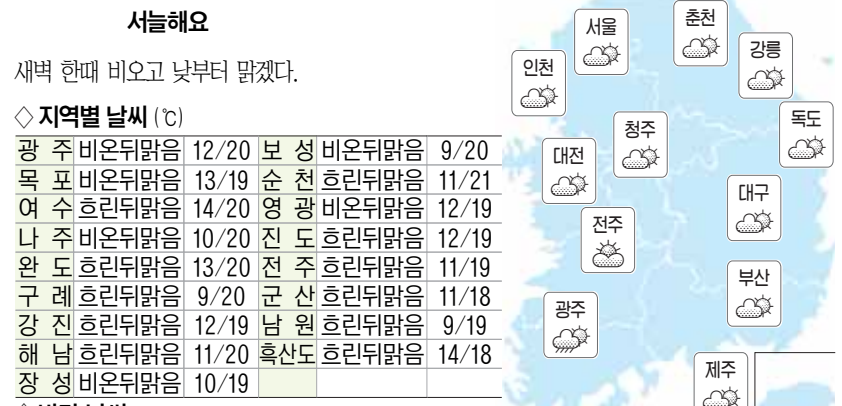 서늘해요
새벽 한때 비오고 낮부터 맑겠다.
◇ 지역별 날씨 (℃)
광 주 비온뒤맑음 12/20 보 성 비온뒤맑음 9/20
목 포 비온뒤맑음 13/19 순 천 흐린뒤맑음 11/21
여 수 흐린뒤맑음 14/20 영 광 비온뒤맑음 12/19
나 주 비온뒤맑음 10/20 진 도 흐린뒤맑음 12/19
완 도 흐린뒤맑음 13/20 전 주 흐린뒤맑음 11/19
구 례 흐린뒤맑음 9/20 군 산 흐린뒤맑음 11/18
강 진 흐린뒤맑음 12/19 남 원 흐린뒤맑음 9/19
해 남 흐린뒤맑음 11/20 흑산도 흐린뒤맑음 14/18
장 성 비온뒤맑음 10/19
서울
춘천
강릉
인천
독도
청주
대전
대구
전주
부산
광주
제주